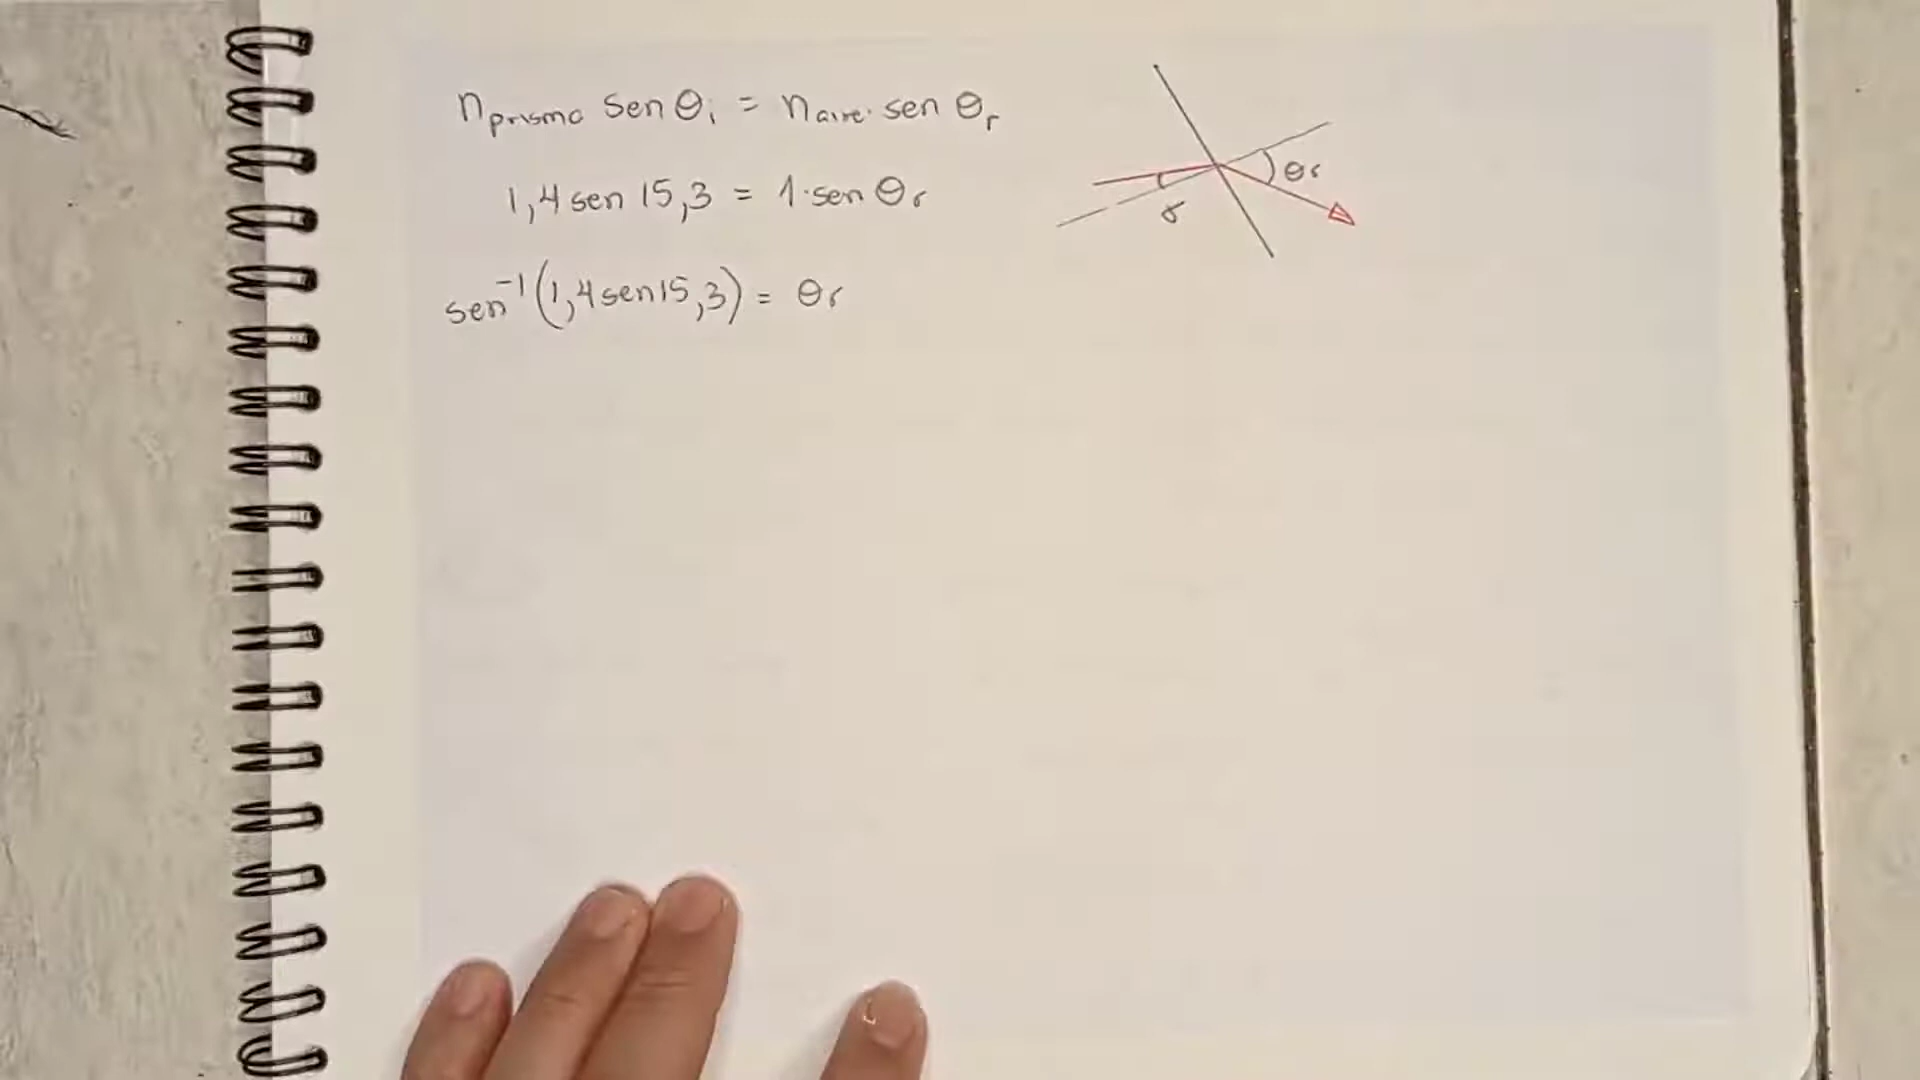 n prisma sen θi = n aire · sen θr
1,4 sen 15,3 = 1 · sen θr
sen⁻¹(1,4 sen 15,3) = θr
θr
γ